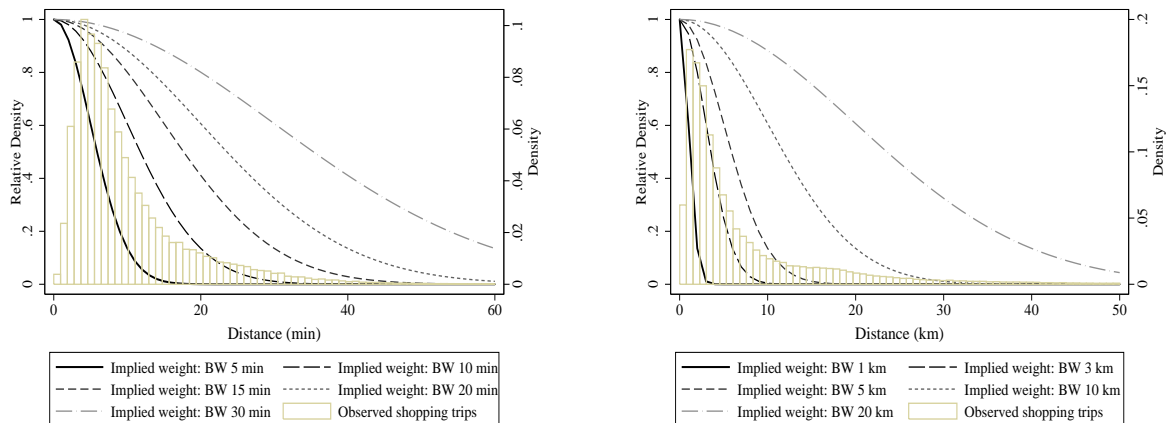 Relative Density
0 .2 .4 .6 .8 1
Density
0 .02 .04 .06 .08 .1
0 20 40 60
Distance (min)
Implied weight: BW 5 min Implied weight: BW 10 min
Implied weight: BW 15 min Implied weight: BW 20 min
Implied weight: BW 30 min Observed shopping trips
Relative Density
0 .2 .4 .6 .8 1
Density
0 .05 .1 .15 .2
0 10 20 30 40 50
Distance (km)
Implied weight: BW 1 km Implied weight: BW 3 km
Implied weight: BW 5 km Implied weight: BW 10 km
Implied weight: BW 20 km Observed shopping trips